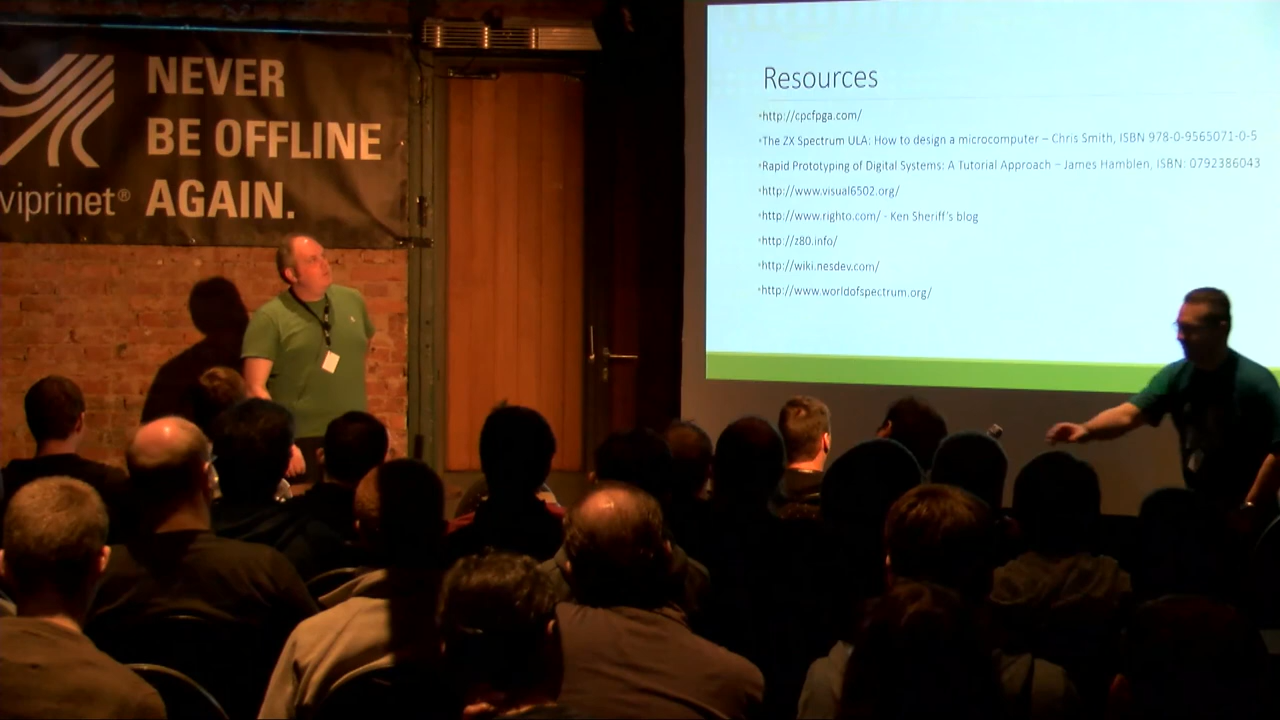 NEVER
BE OFFLINE
AGAIN.
viprinet®
Resources
http://cpcfpga.com/
The ZX Spectrum ULA: How to design a microcomputer – Chris Smith, ISBN 978-0-9565071-0-5
Rapid Prototyping of Digital Systems: A Tutorial Approach – James Hamblen, ISBN: 0792386043
http://www.visual6502.org/
http://www.righto.com/ - Ken Sheriff's blog
http://z80.info/
http://wiki.nesdev.com/
http://www.worldofspectrum.org/